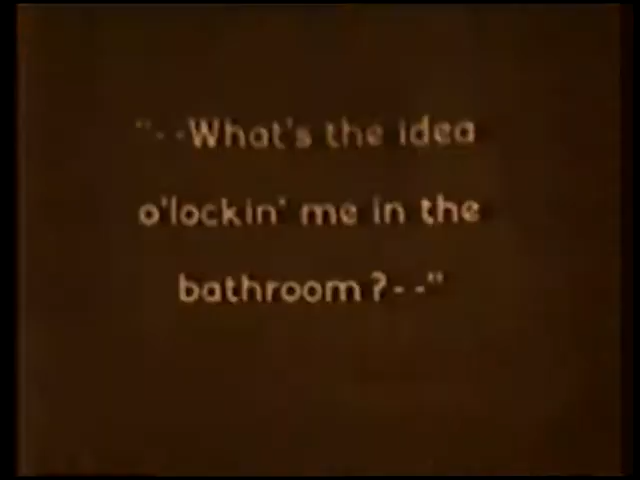 "--What's the idea
o'lockin' me in the
bathroom?--"